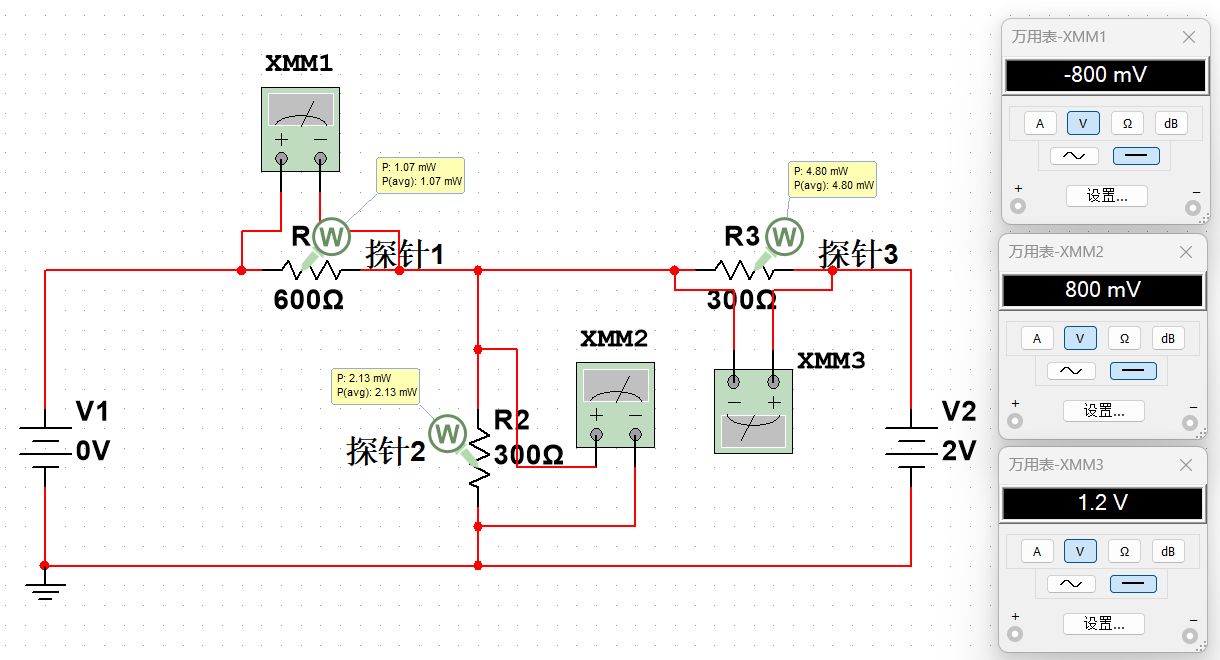 XMM1
P: 1.07 mW
P(avg): 1.07 mW
R
W
探针1
600Ω
P: 4.80 mW
P(avg): 4.80 mW
R3
W
探针3
300Ω
XMM2
+ −
XMM3
− +
P: 2.13 mW
P(avg): 2.13 mW
W
探针2
R2
300Ω
V1
0V
V2
2V
万用表-XMM1
-800 mV
A V Ω dB
设置...
+ −
万用表-XMM2
800 mV
A V Ω dB
设置...
+ −
万用表-XMM3
1.2 V
A V Ω dB
设置...
+ −